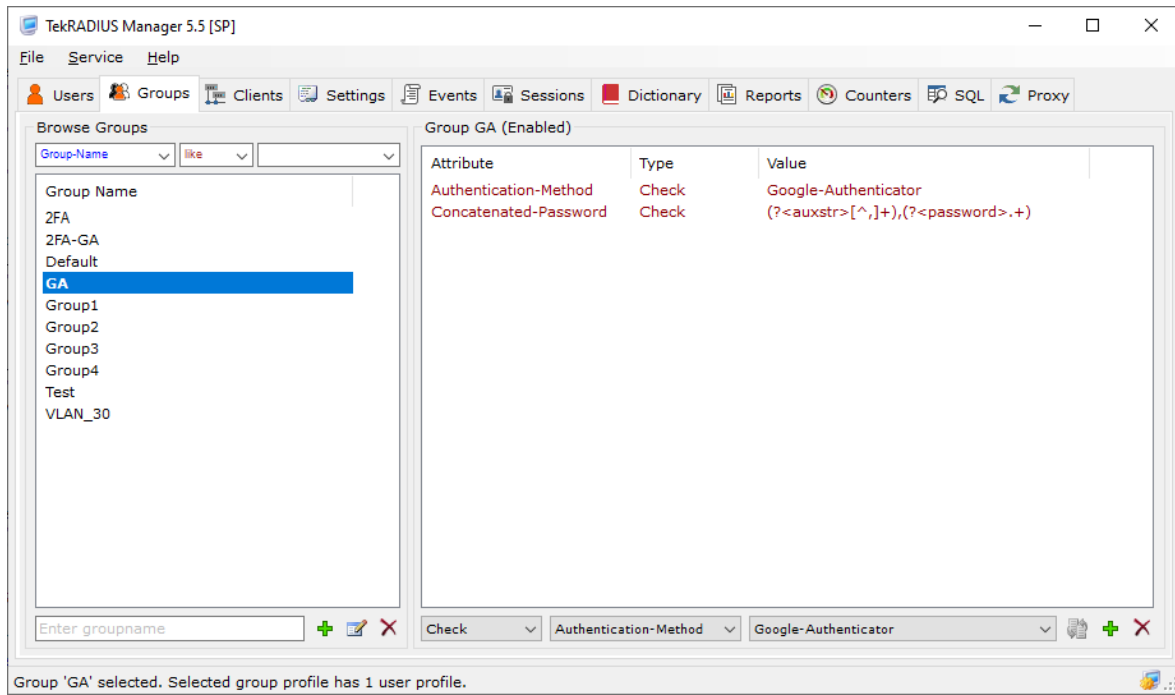 TekRADIUS Manager 5.5 [SP]
File Service Help
Users Groups Clients Settings Events Sessions Dictionary Reports Counters SQL Proxy
Browse Groups
Group-Name like
Group Name
2FA
2FA-GA
Default
GA
Group1
Group2
Group3
Group4
Test
VLAN_30
Enter groupname
Group GA (Enabled)
Attribute Type Value
Authentication-Method Check Google-Authenticator
Concatenated-Password Check (?<auxstr>[^,]+),(?<password>.+)
Check Authentication-Method Google-Authenticator
Group 'GA' selected. Selected group profile has 1 user profile.